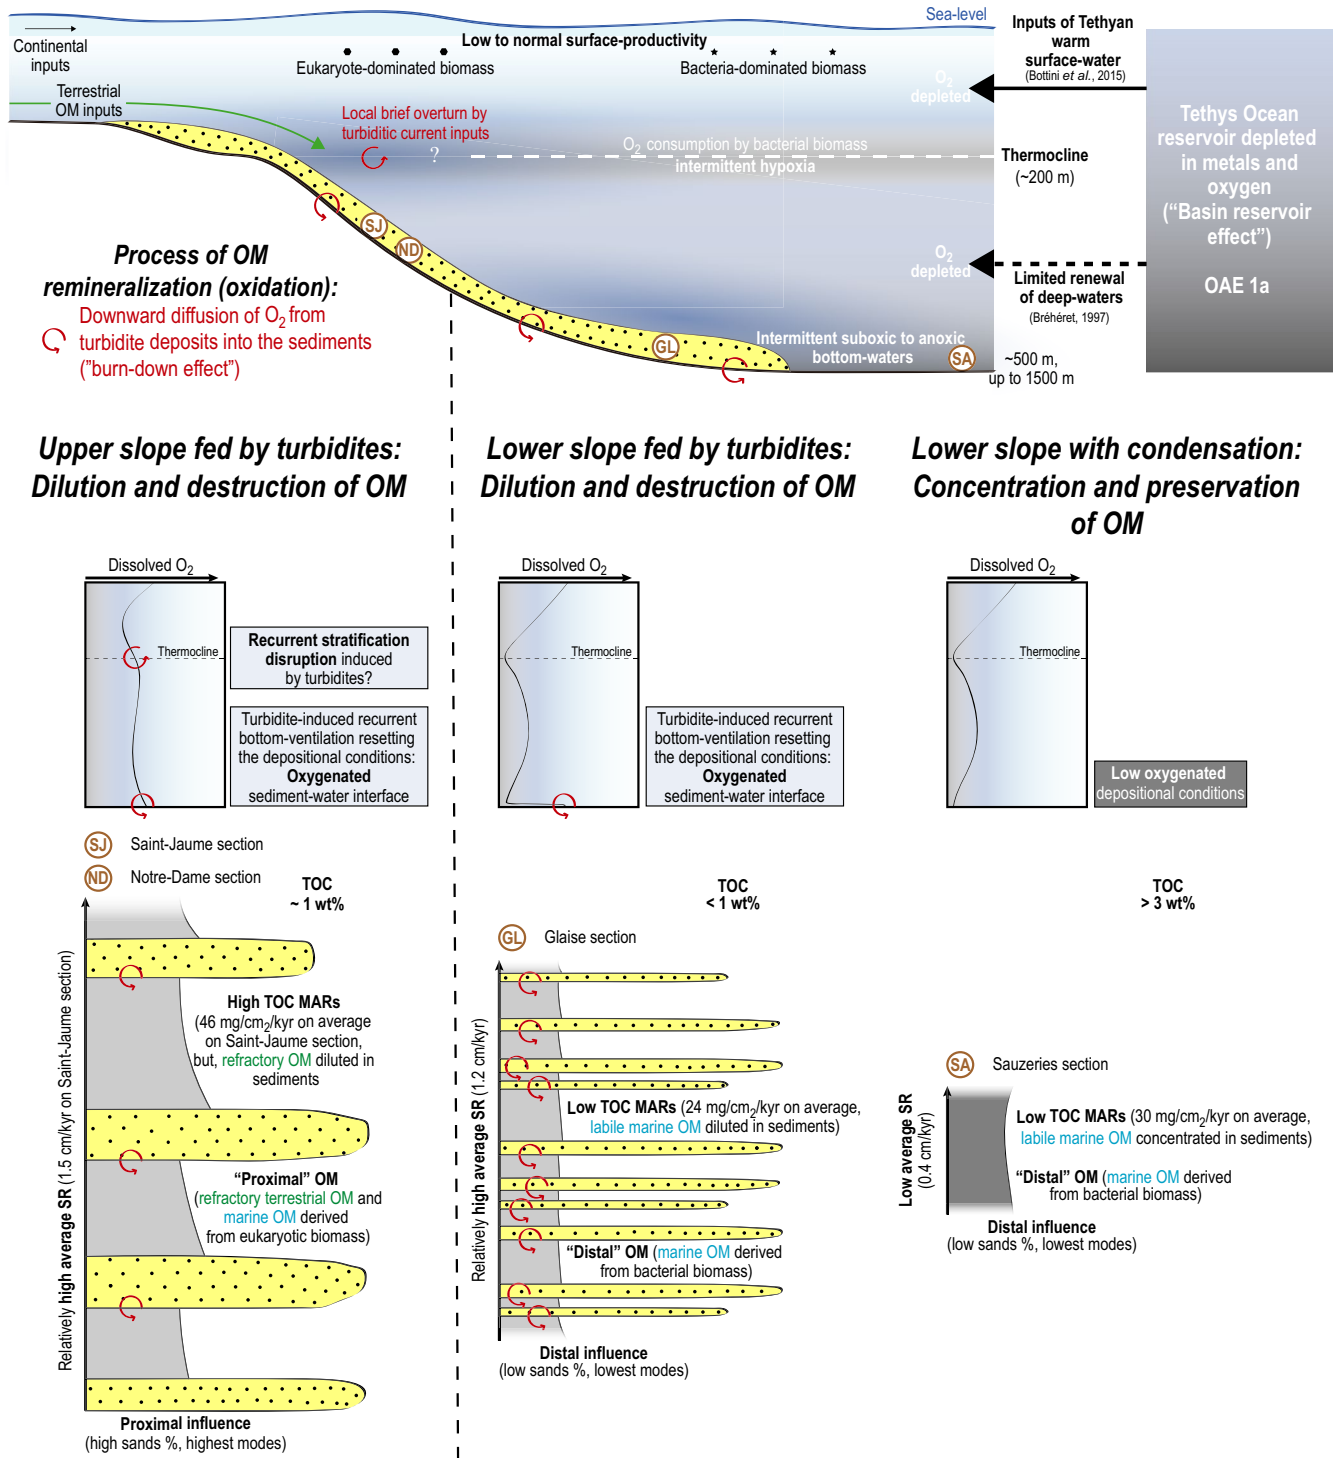 Sea-level
Continental
inputs
Low to normal surface-productivity
Eukaryote-dominated biomass
Bacteria-dominated biomass
Inputs of Tethyan
warm
surface-water
(Bottini et al., 2015)
O2
depleted
Terrestrial
OM inputs
Local brief overturn by
turbiditic current inputs
?
O2 consumption by bacterial biomass
intermittent hypoxia
Thermocline
(~200 m)
Tethys Ocean
reservoir depleted
in metals and
oxygen
(“Basin reservoir
effect”)
OAE 1a
SJ
ND
O2
depleted
Limited renewal
of deep-waters
(Bréhéret, 1997)
Process of OM
remineralization (oxidation):
Downward diffusion of O2 from
turbidite deposits into the sediments
("burn-down effect”)
GL
Intermittent suboxic to anoxic
bottom-waters
SA
~500 m,
up to 1500 m
Upper slope fed by turbidites:
Dilution and destruction of OM
Dissolved O2
Thermocline
Recurrent stratification
disruption induced
by turbidites?
Turbidite-induced recurrent
bottom-ventilation resetting
the depositional conditions:
Oxygenated
sediment-water interface
SJ Saint-Jaume section
ND Notre-Dame section
TOC
~ 1 wt%
Relatively high average SR (1.5 cm/kyr on Saint-Jaume section)
High TOC MARs
(46 mg/cm2/kyr on average
on Saint-Jaume section,
but, refractory OM diluted in
sediments
“Proximal” OM
(refractory terrestrial OM and
marine OM derived
from eukaryotic biomass)
Proximal influence
(high sands %, highest modes)
Lower slope fed by turbidites:
Dilution and destruction of OM
Dissolved O2
Thermocline
Turbidite-induced recurrent
bottom-ventilation resetting
the depositional conditions:
Oxygenated
sediment-water interface
TOC
< 1 wt%
GL Glaise section
Relatively high average SR (1.2 cm/kyr)
Low TOC MARs (24 mg/cm2/kyr on average,
labile marine OM diluted in sediments)
“Distal” OM (marine OM derived
from bacterial biomass)
Distal influence
(low sands %, lowest modes)
Lower slope with condensation:
Concentration and preservation
of OM
Dissolved O2
Thermocline
Low oxygenated
depositional conditions
TOC
> 3 wt%
SA Sauzeries section
Low average SR
(0.4 cm/kyr)
Low TOC MARs (30 mg/cm2/kyr on average,
labile marine OM concentrated in sediments)
“Distal” OM (marine OM derived
from bacterial biomass)
Distal influence
(low sands %, lowest modes)